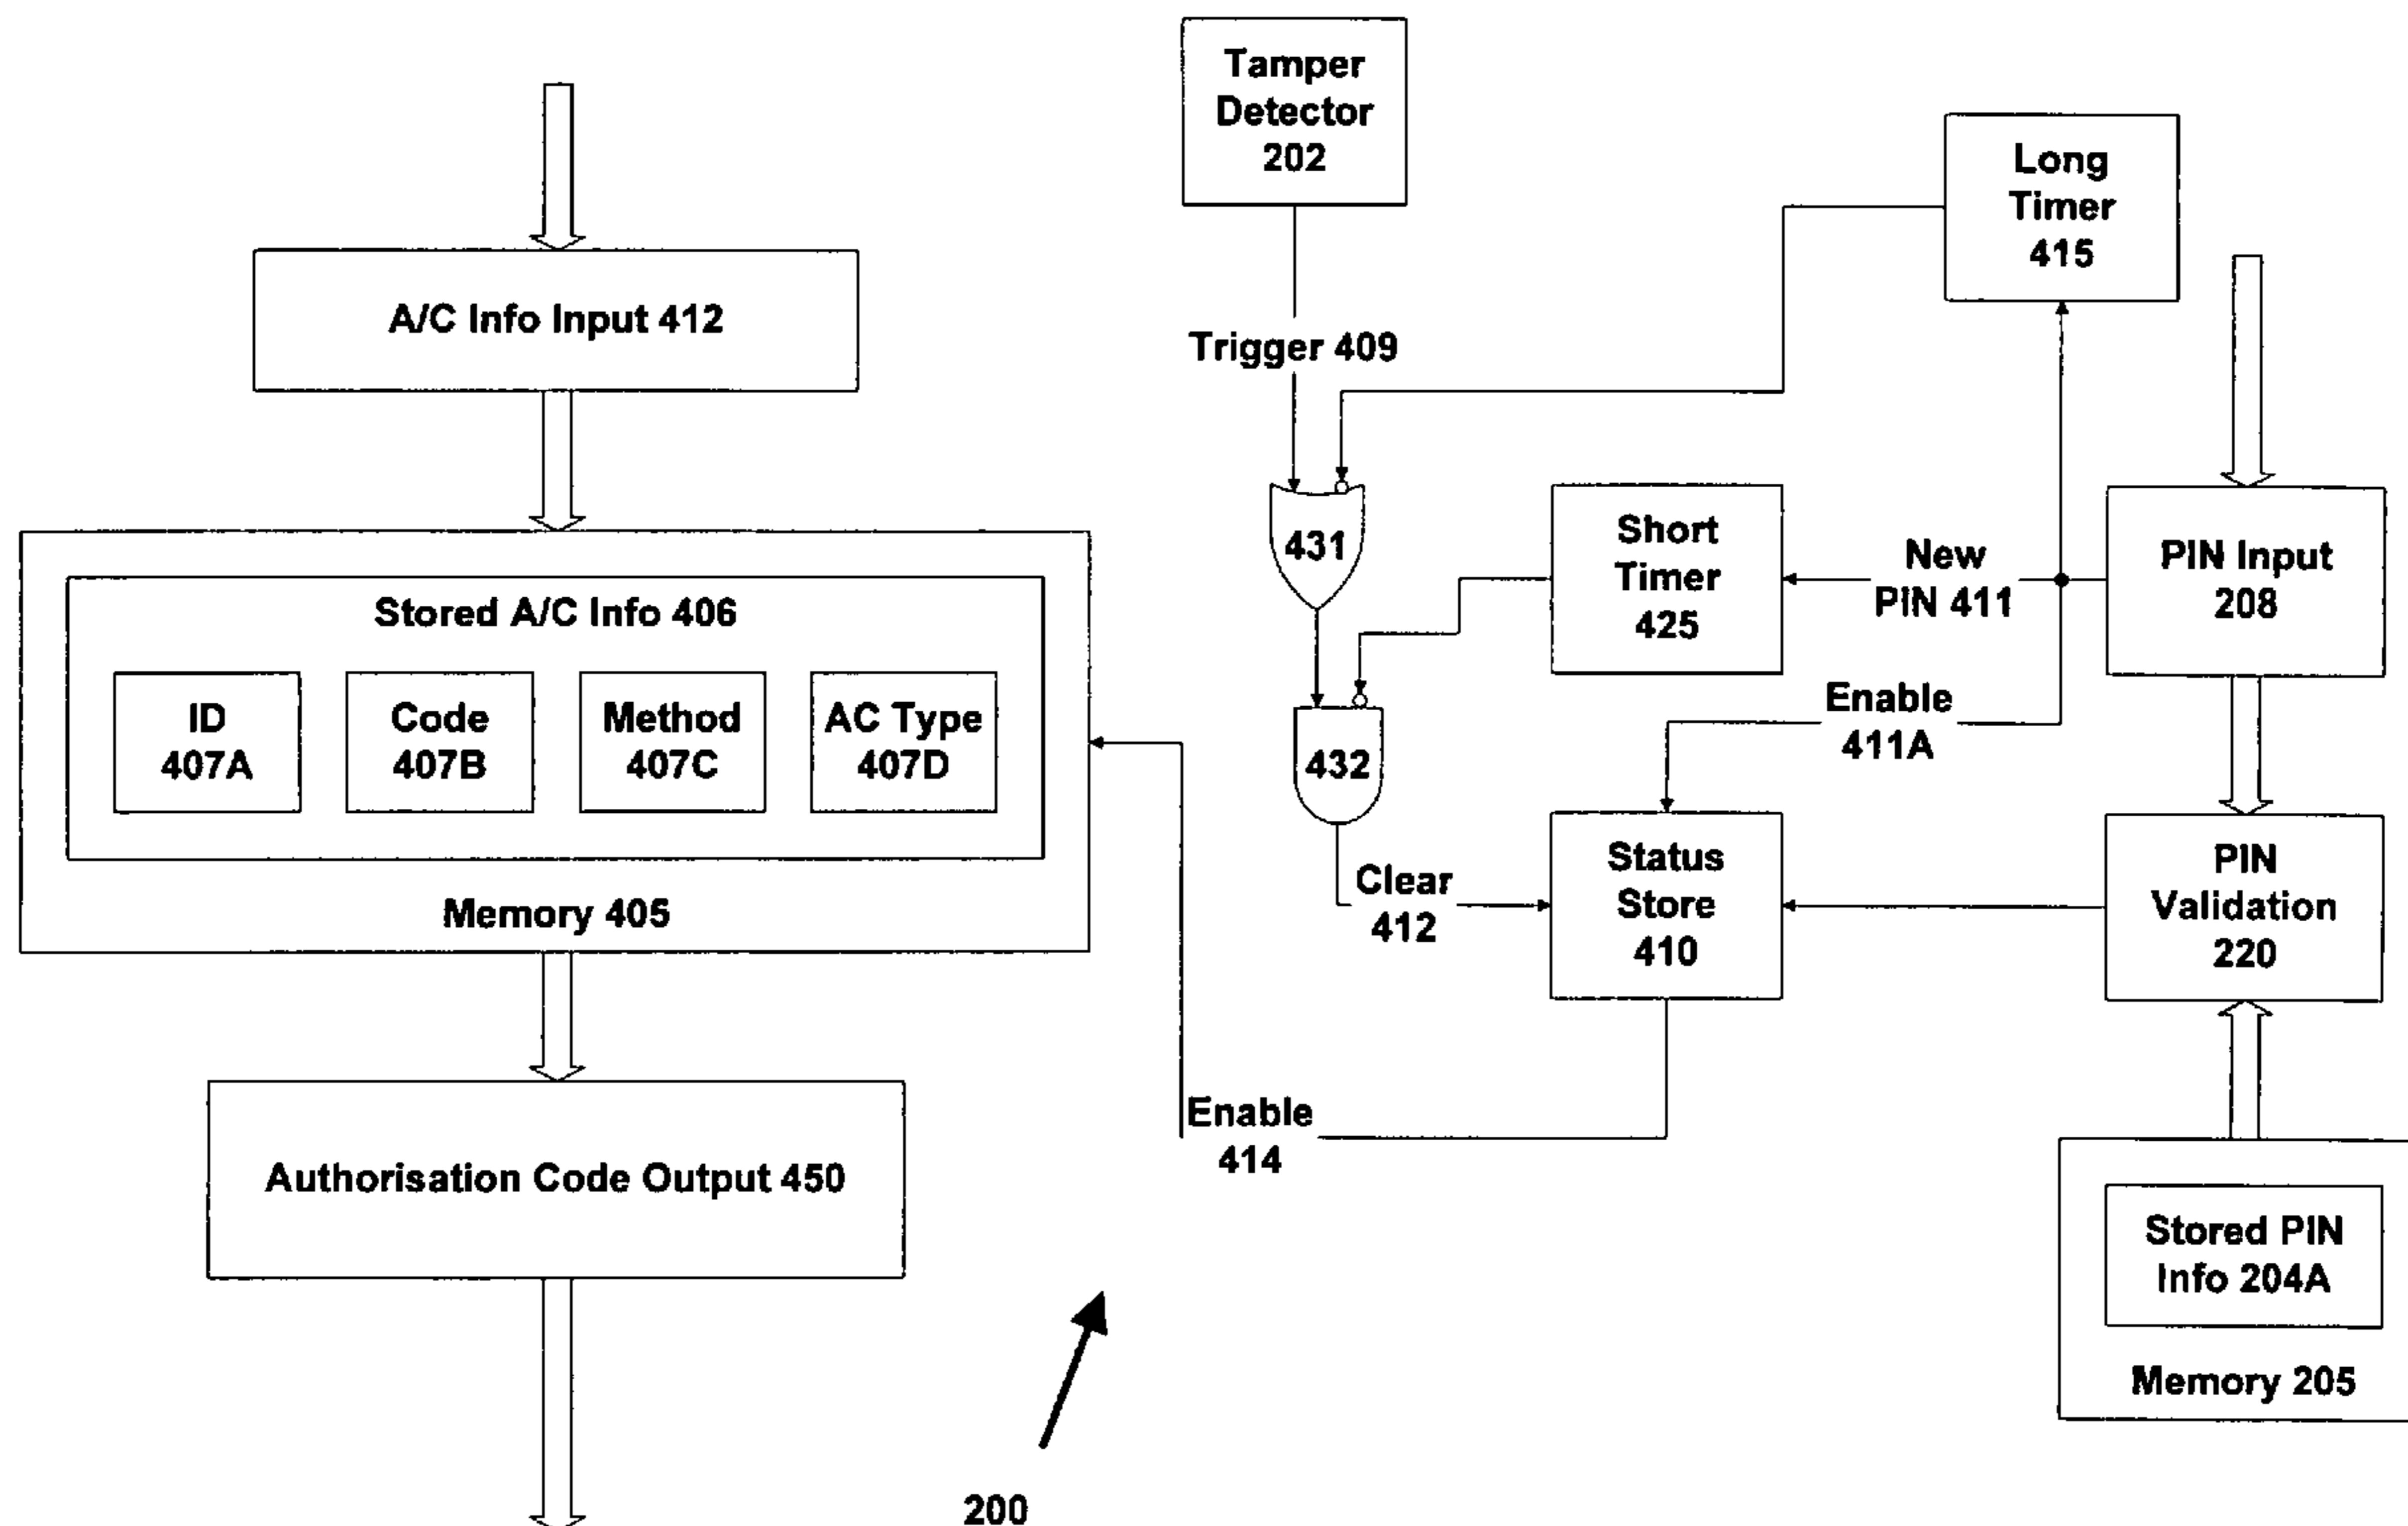 Tamper
Detector
202
Long
Timer
415
A/C Info Input 412
Trigger 409
431
Short
Timer
425
New
PIN 411
PIN Input
208
Stored A/C Info 406
ID
407A
Code
407B
Method
407C
AC Type
407D
Memory 405
432
Enable
411A
Clear
412
Status
Store
410
PIN
Validation
220
Enable
414
Authorisation Code Output 450
Stored PIN
Info 204A
Memory 205
200